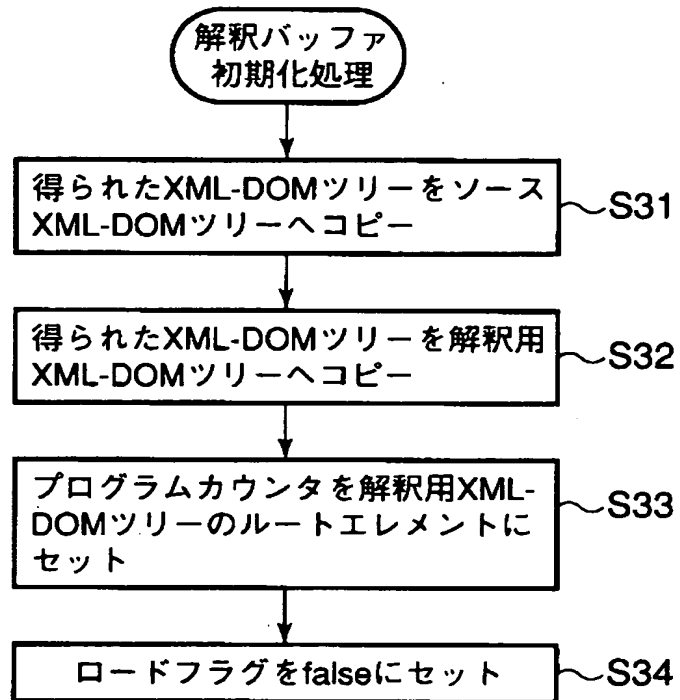 解釈バッファ
初期化処理
得られたXML-DOMツリーをソース
XML-DOMツリーへコピー
S31
得られたXML-DOMツリーを解釈用
XML-DOMツリーへコピー
S32
プログラムカウンタを解釈用XML-
DOMツリーのルートエレメントに
セット
S33
ロードフラグをfalseにセット
S34